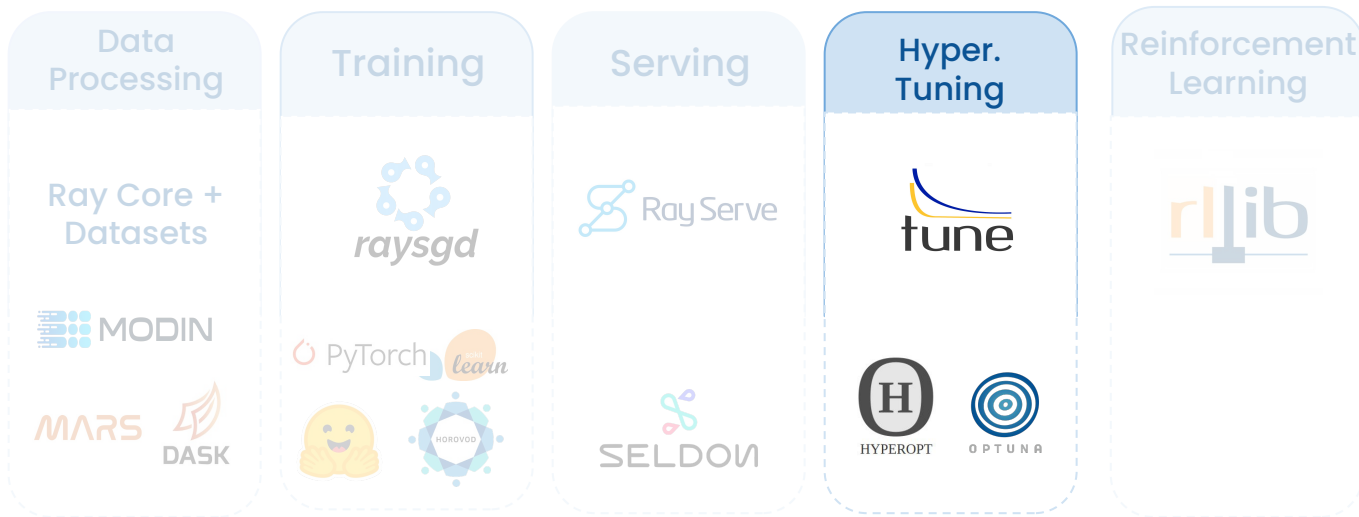 Data
Processing
Training
Serving
Hyper.
Tuning
Reinforcement
Learning
Ray Core +
Datasets
raysgd
Ray Serve
tune
rllib
MODIN
PyTorch
learn
MARS
DASK
HOROVOD
SELDON
H
HYPEROPT
OPTUNA